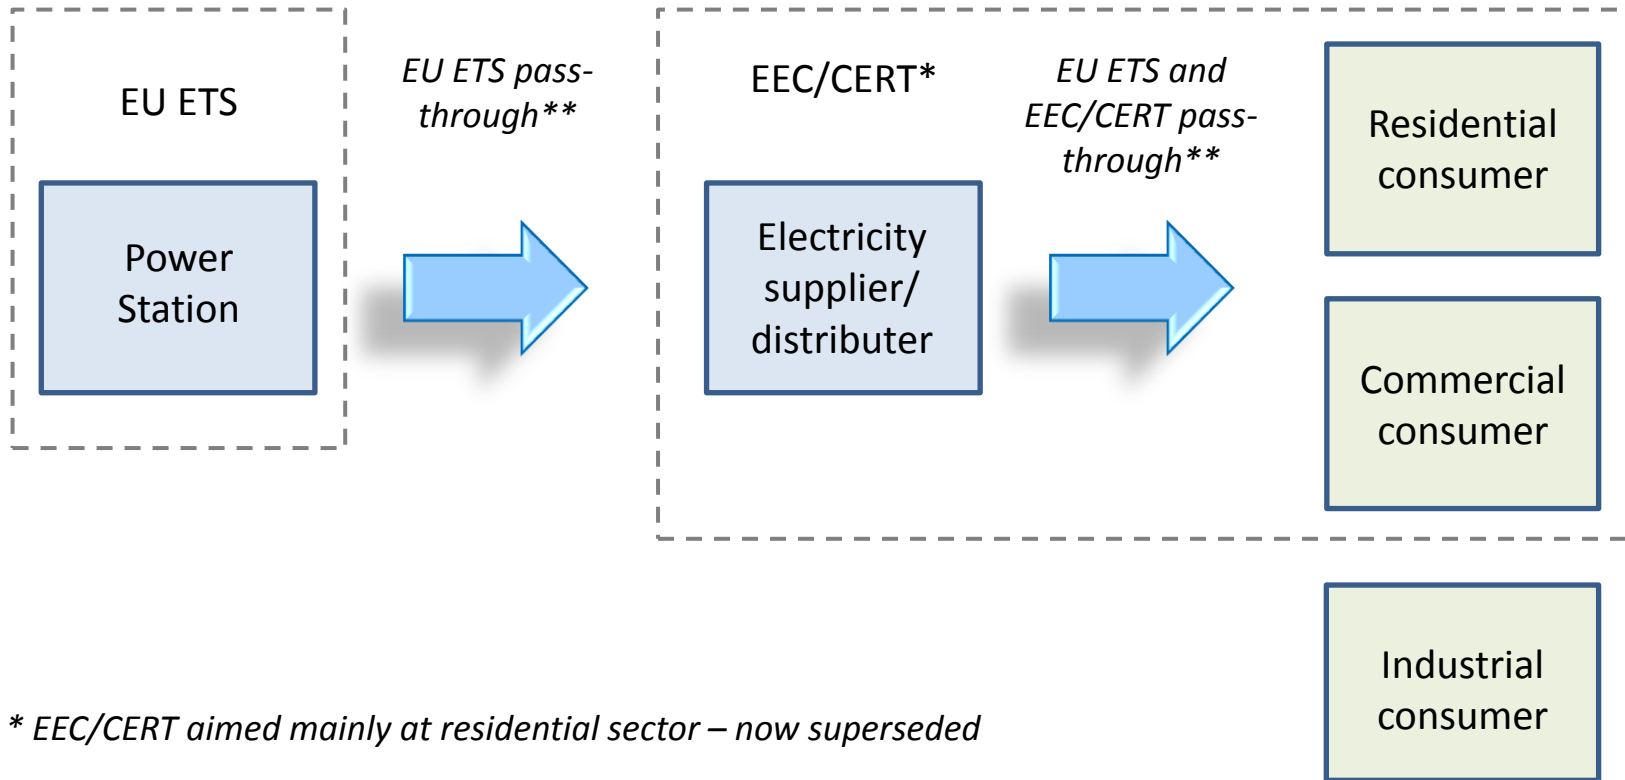 EU ETS
Power
Station
EU ETS pass-
through**
EEC/CERT*
Electricity
supplier/
distributer
EU ETS and
EEC/CERT pass-
through**
Residential
consumer
Commercial
consumer
Industrial
consumer
* EEC/CERT aimed mainly at residential sector – now superseded